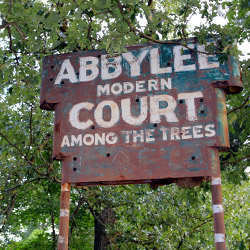 ABBYLEE
MODERN
COURT
AMONG THE TREES